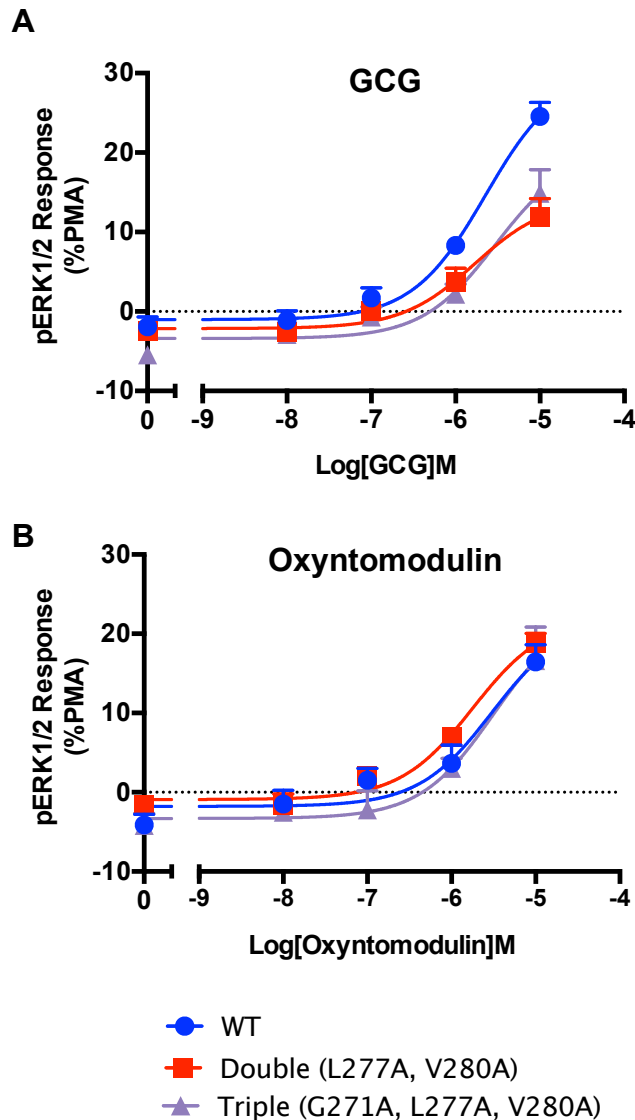 A
GCG
pERK1/2 Response
(%PMA)
30
20
10
0
-10
0
-9
-8
-7
-6
-5
-4
Log[GCG]M
B
Oxyntomodulin
pERK1/2 Response
(%PMA)
30
20
10
0
-10
0
-9
-8
-7
-6
-5
-4
Log[Oxyntomodulin]M
WT
Double (L277A, V280A)
Triple (G271A, L277A, V280A)